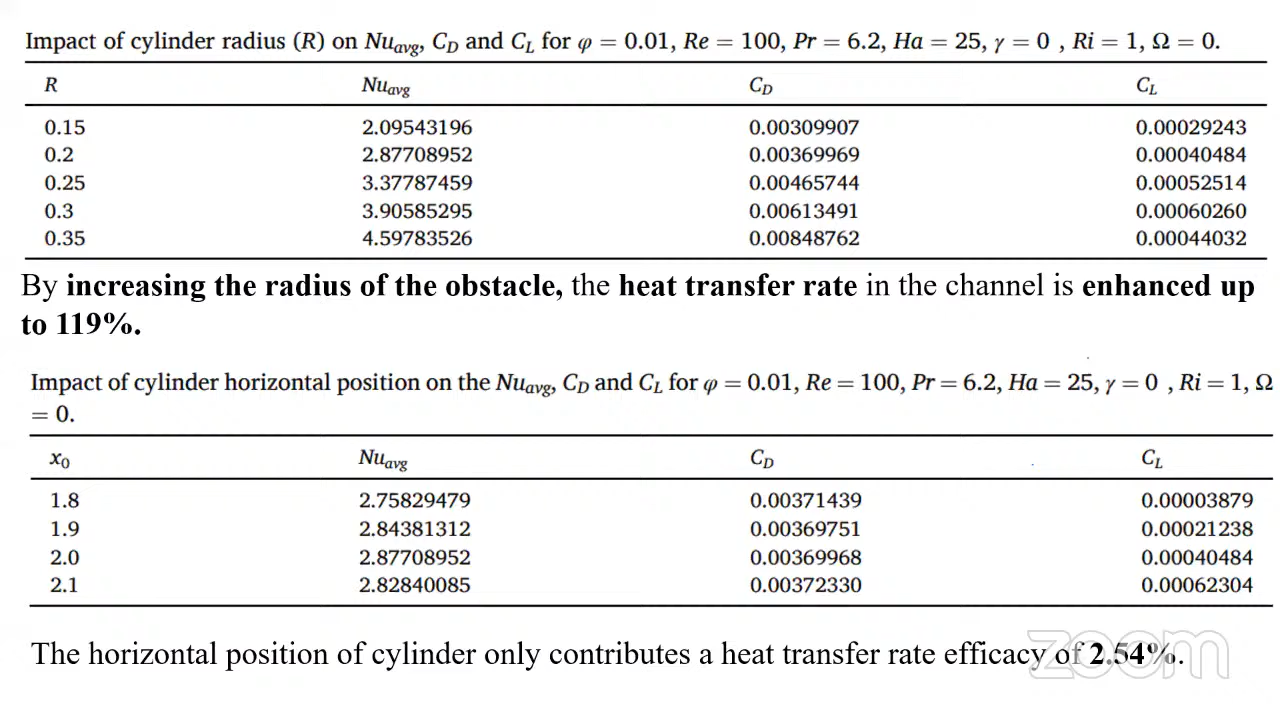 Impact of cylinder radius (R) on Nuavg, CD and CL for φ = 0.01, Re = 100, Pr = 6.2, Ha = 25, γ = 0 , Ri = 1, Ω = 0.
R Nuavg CD CL
0.15 2.09543196 0.00309907 0.00029243
0.2 2.87708952 0.00369969 0.00040484
0.25 3.37787459 0.00465744 0.00052514
0.3 3.90585295 0.00613491 0.00060260
0.35 4.59783526 0.00848762 0.00044032
By increasing the radius of the obstacle, the heat transfer rate in the channel is enhanced up
to 119%.
Impact of cylinder horizontal position on the Nuavg, CD and CL for φ = 0.01, Re = 100, Pr = 6.2, Ha = 25, γ = 0 , Ri = 1, Ω
= 0.
x0 Nuavg CD CL
1.8 2.75829479 0.00371439 0.00003879
1.9 2.84381312 0.00369751 0.00021238
2.0 2.87708952 0.00369968 0.00040484
2.1 2.82840085 0.00372330 0.00062304
The horizontal position of cylinder only contributes a heat transfer rate efficacy of 2.54%.
zoom